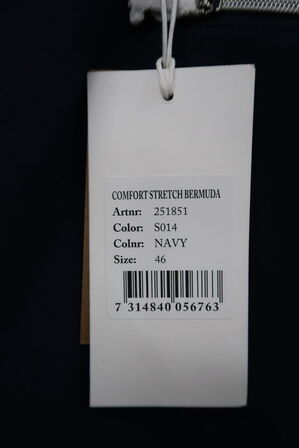 COMFORT STRETCH BERMUDA
Artnr: 251851
Color: S014
Colnr: NAVY
Size: 46
7 314840 056763